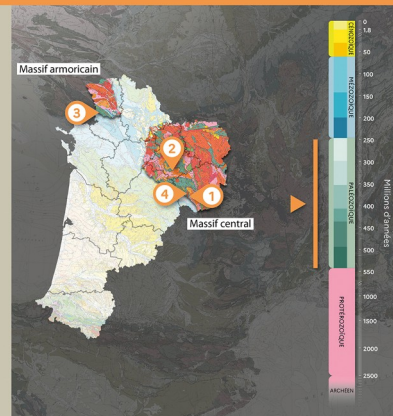 Massif armoricain
3
2
4
1
Massif central
CÉNOZOÏQUE
MÉZOZOÏQUE
PALÉOZOÏQUE
PROTÉROZOÏQUE
ARCHÉEN
0
1.8
50
100
150
200
250
300
350
400
450
500
550
1000
1500
2000
2500
Millions d'années